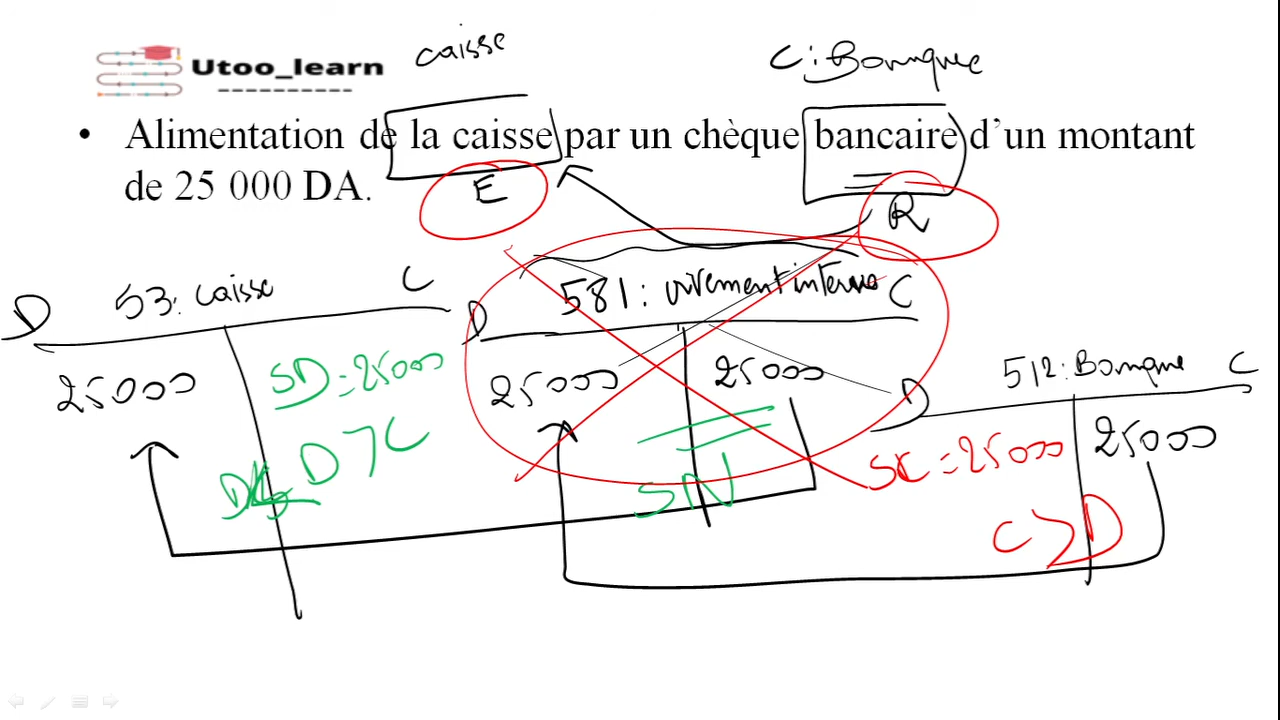 caisse
C : Banque
Utoo_learn
• Alimentation de la caisse par un chèque bancaire d’un montant
de 25 000 DA.
E
R
D 53 : caisse C
25000
SD = 25000
D > C
D
581 : virement interne C
D
25000
25000
SN
512 : Banque C
D
25000
SC = 25000
C > D